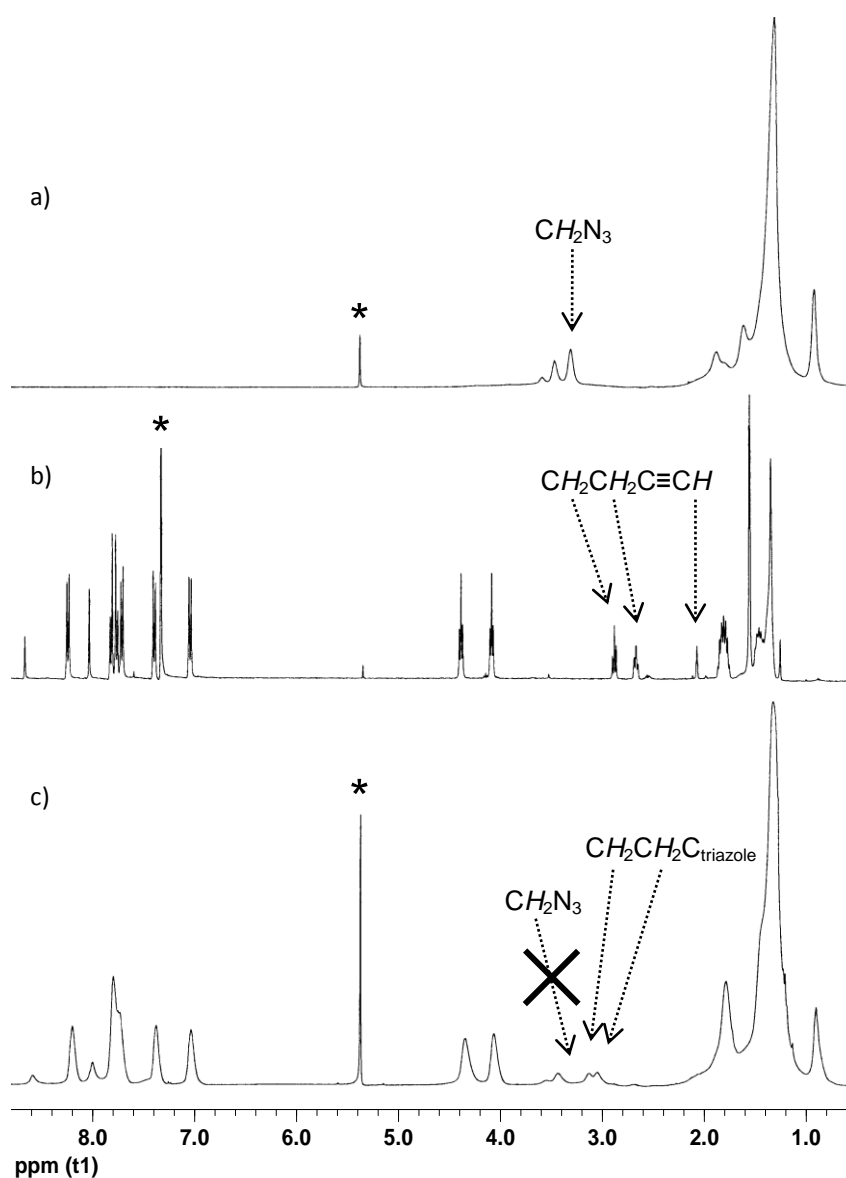 a)
CH₂N₃
*
*
b)
CH₂CH₂C≡CH
*
c)
CH₂CH₂Ctriazole
CH₂N₃
8.0 7.0 6.0 5.0 4.0 3.0 2.0 1.0
ppm (t1)